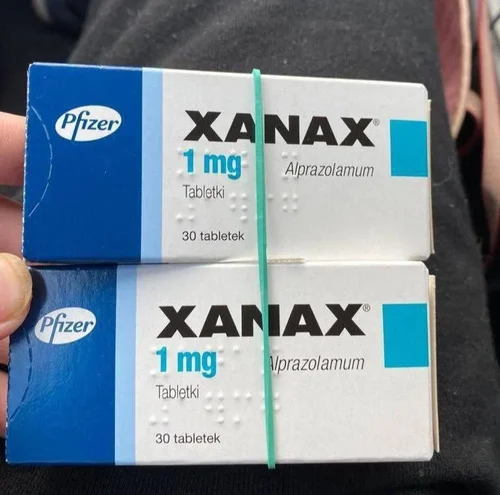 Pfizer
XANAX®
1 mg
Alprazolamum
Tabletki
30 tabletek
Pfizer
XANAX®
1 mg
Alprazolamum
Tabletki
30 tabletek